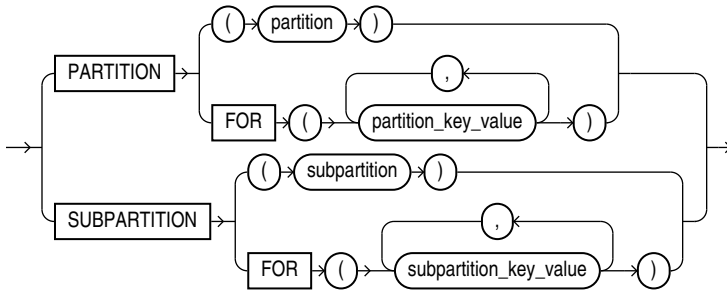 ( partition )
PARTITION
,
FOR ( partition_key_value )
( subpartition )
SUBPARTITION
,
FOR ( subpartition_key_value )